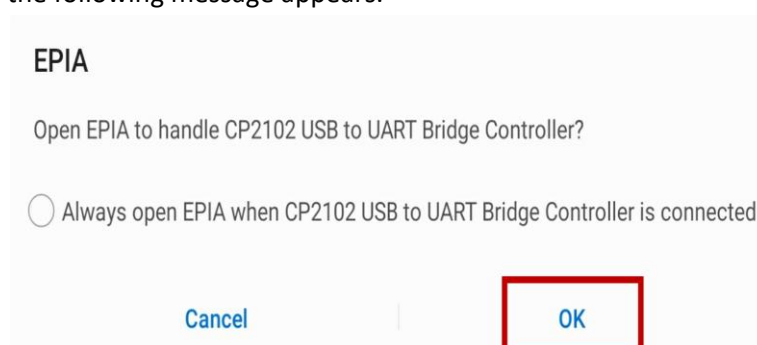 the following message appears:
EPIA
Open EPIA to handle CP2102 USB to UART Bridge Controller?
Always open EPIA when CP2102 USB to UART Bridge Controller is connected
Cancel
OK